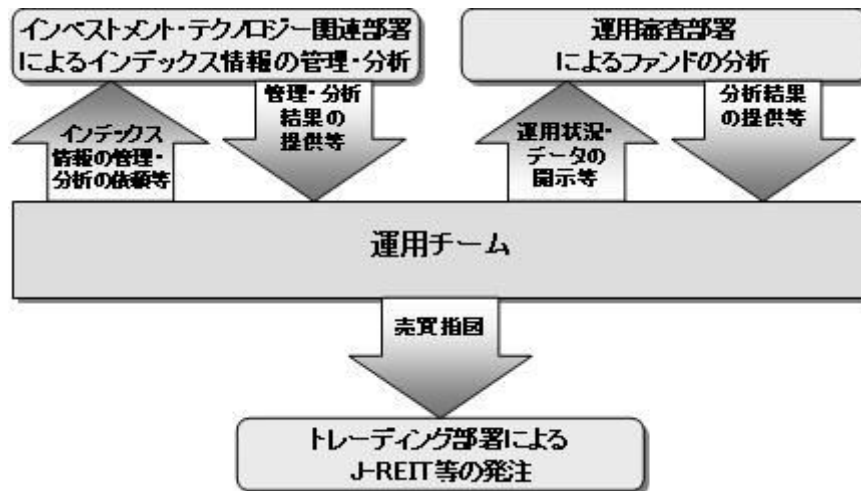 インベストメント・テクノロジー関連部署
によるインデックス情報の管理・分析
運用審査部署
によるファンドの分析
インデックス
情報の管理・
分析の依頼等
管理・分析
結果の
提供等
運用状況・
データの
開示等
分析結果
の提供等
運用チーム
売買指図
トレーディング部署による
J-REIT等の発注